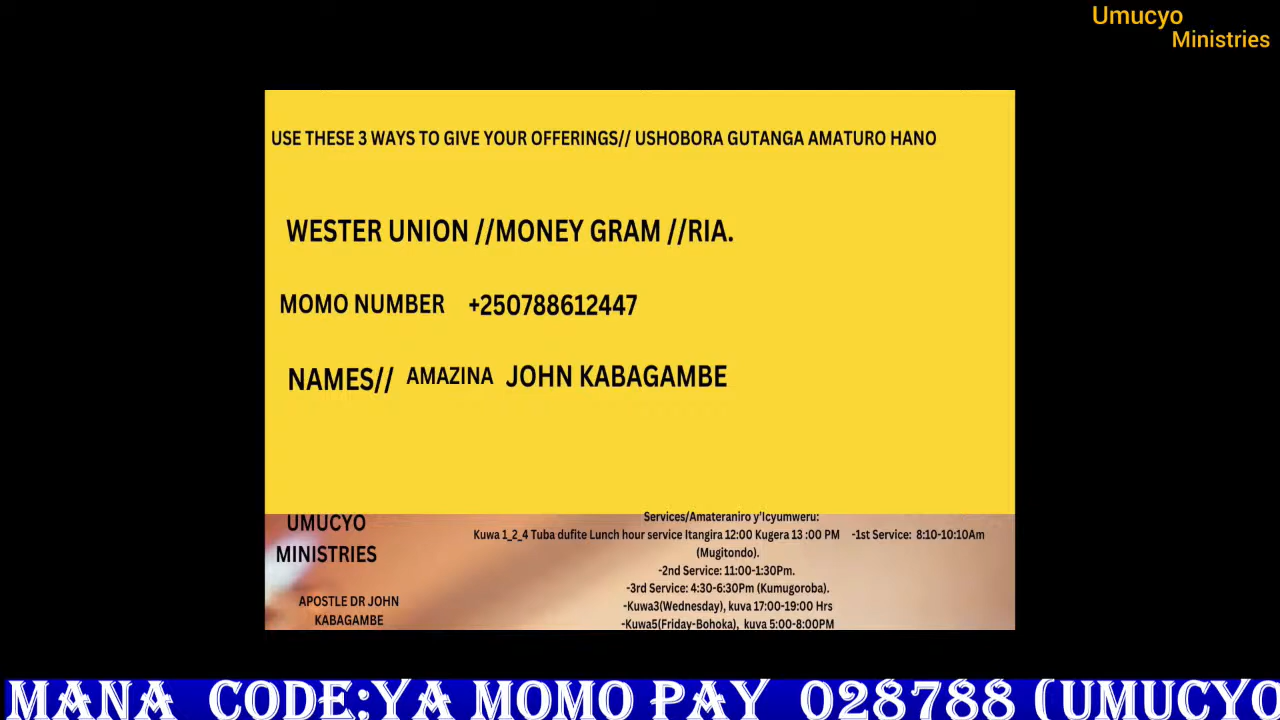 Umucyo
Ministries
USE THESE 3 WAYS TO GIVE YOUR OFFERINGS// USHOBORA GUTANGA AMATURO HANO
WESTER UNION //MONEY GRAM //RIA.
MOMO NUMBER +250788612447
NAMES// AMAZINA JOHN KABAGAMBE
UMUCYO
MINISTRIES
APOSTLE DR JOHN
KABAGAMBE
Services/Amateraniro y'Icyumweru:
Kuwa 1_2_4 Tuba dufite Lunch hour service Itangira 12:00 Kugera 13 :00 PM -1st Service: 8:10-10:10Am
(Mugitondo).
-2nd Service: 11:00-1:30Pm.
-3rd Service: 4:30-6:30Pm (Kumugoroba).
-Kuwa3(Wednesday), kuva 17:00-19:00 Hrs
-Kuwa5(Friday-Bohoka), kuva 5:00-8:00PM
MANA CODE:YA MOMO PAY 028788 (UMUCYO